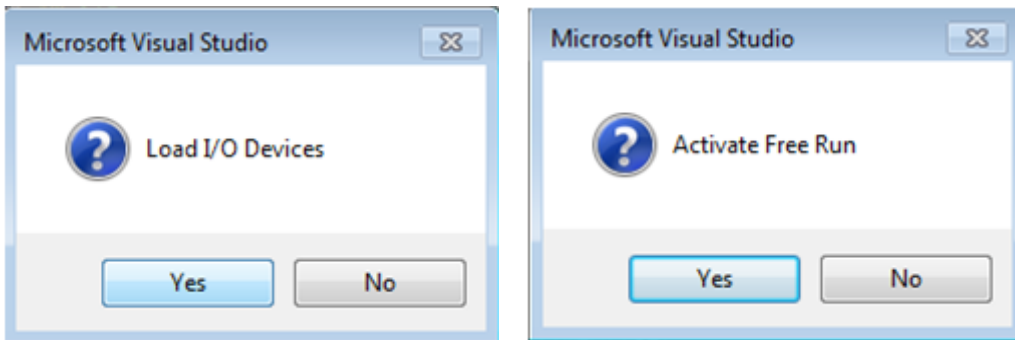 Microsoft Visual Studio
Load I/O Devices
Yes No
Microsoft Visual Studio
Activate Free Run
Yes No